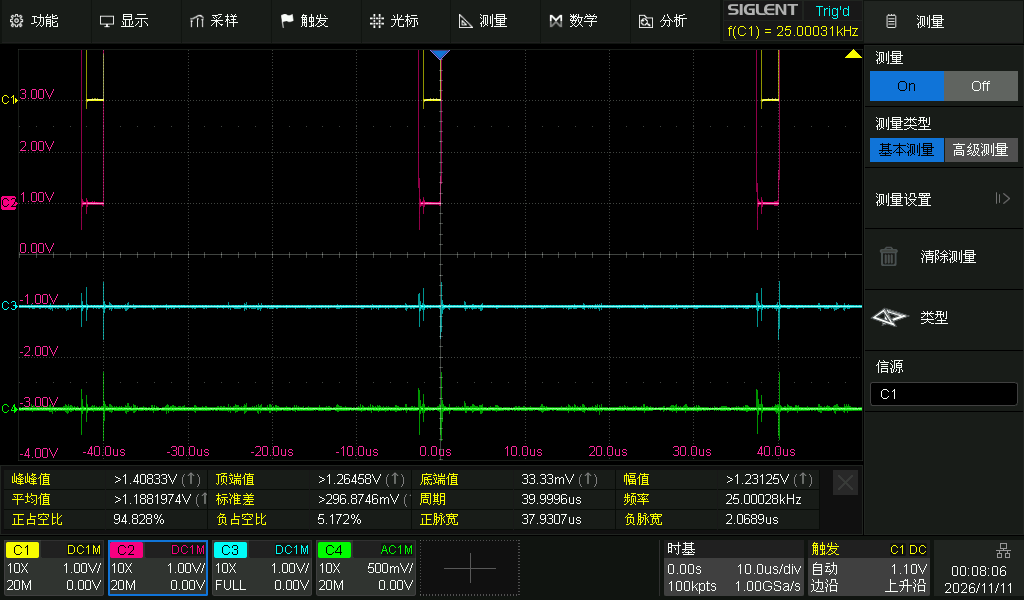 功能 显示 采样 触发 光标 测量 数学 分析 SIGLENT Trig'd 测量
f(C1) = 25.00031kHz
测量
On Off
测量类型
基本测量 高级测量
测量设置
清除测量
类型
信源
C1
C1 3.00V
2.00V
C2 1.00V
0.00V
C3 -1.00V
-2.00V
C4 -3.00V
-4.00V -40.0us -30.0us -20.0us -10.0us 0.0us 10.0us 20.0us 30.0us 40.0us
峰峰值 >1.40833V (↑) 顶端值 >1.26458V (↑) 底端值 33.33mV (↑) 幅值 >1.23125V (↑)
平均值 >1.1881974V (↑ 标准差 >296.8746mV ( 周期 39.9996us 频率 25.00028kHz
正占空比 94.828% 负占空比 5.172% 正脉宽 37.9307us 负脉宽 2.0689us
C1 DC1M C2 DC1M C3 DC1M C4 AC1M 时基 触发 C1 DC
10X 1.00V/ 10X 1.00V/ 10X 1.00V/ 10X 500mV/ 0.00s 10.0us/div 自动 1.10V 00:08:06
20M 0.00V 20M 0.00V FULL 0.00V 20M 0.00V 100kpts 1.00GSa/s 边沿 上升沿 2026/11/11